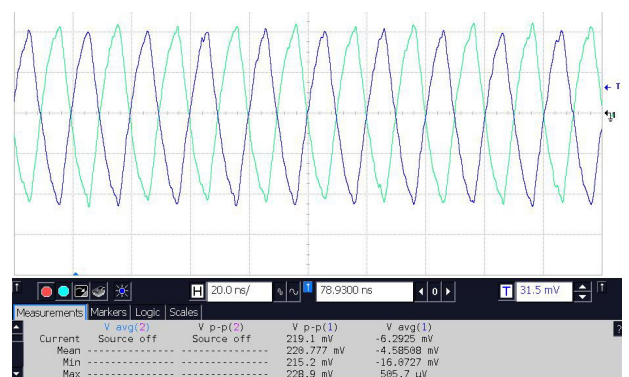 T
H 20.0 ns/ 78.9300 ns 0 T 31.5 mV
Measurements Markers Logic Scales
V avg(2) V p-p(2) V p-p(1) V avg(1)
Current Source off Source off 219.1 mV -6.2925 mV
Mean ---------------- ---------------- 220.777 mV -4.58508 mV
Min ---------------- ---------------- 215.2 mV -16.0727 mV
Max ---------------- ---------------- 228.9 mV 505.7 µV
?